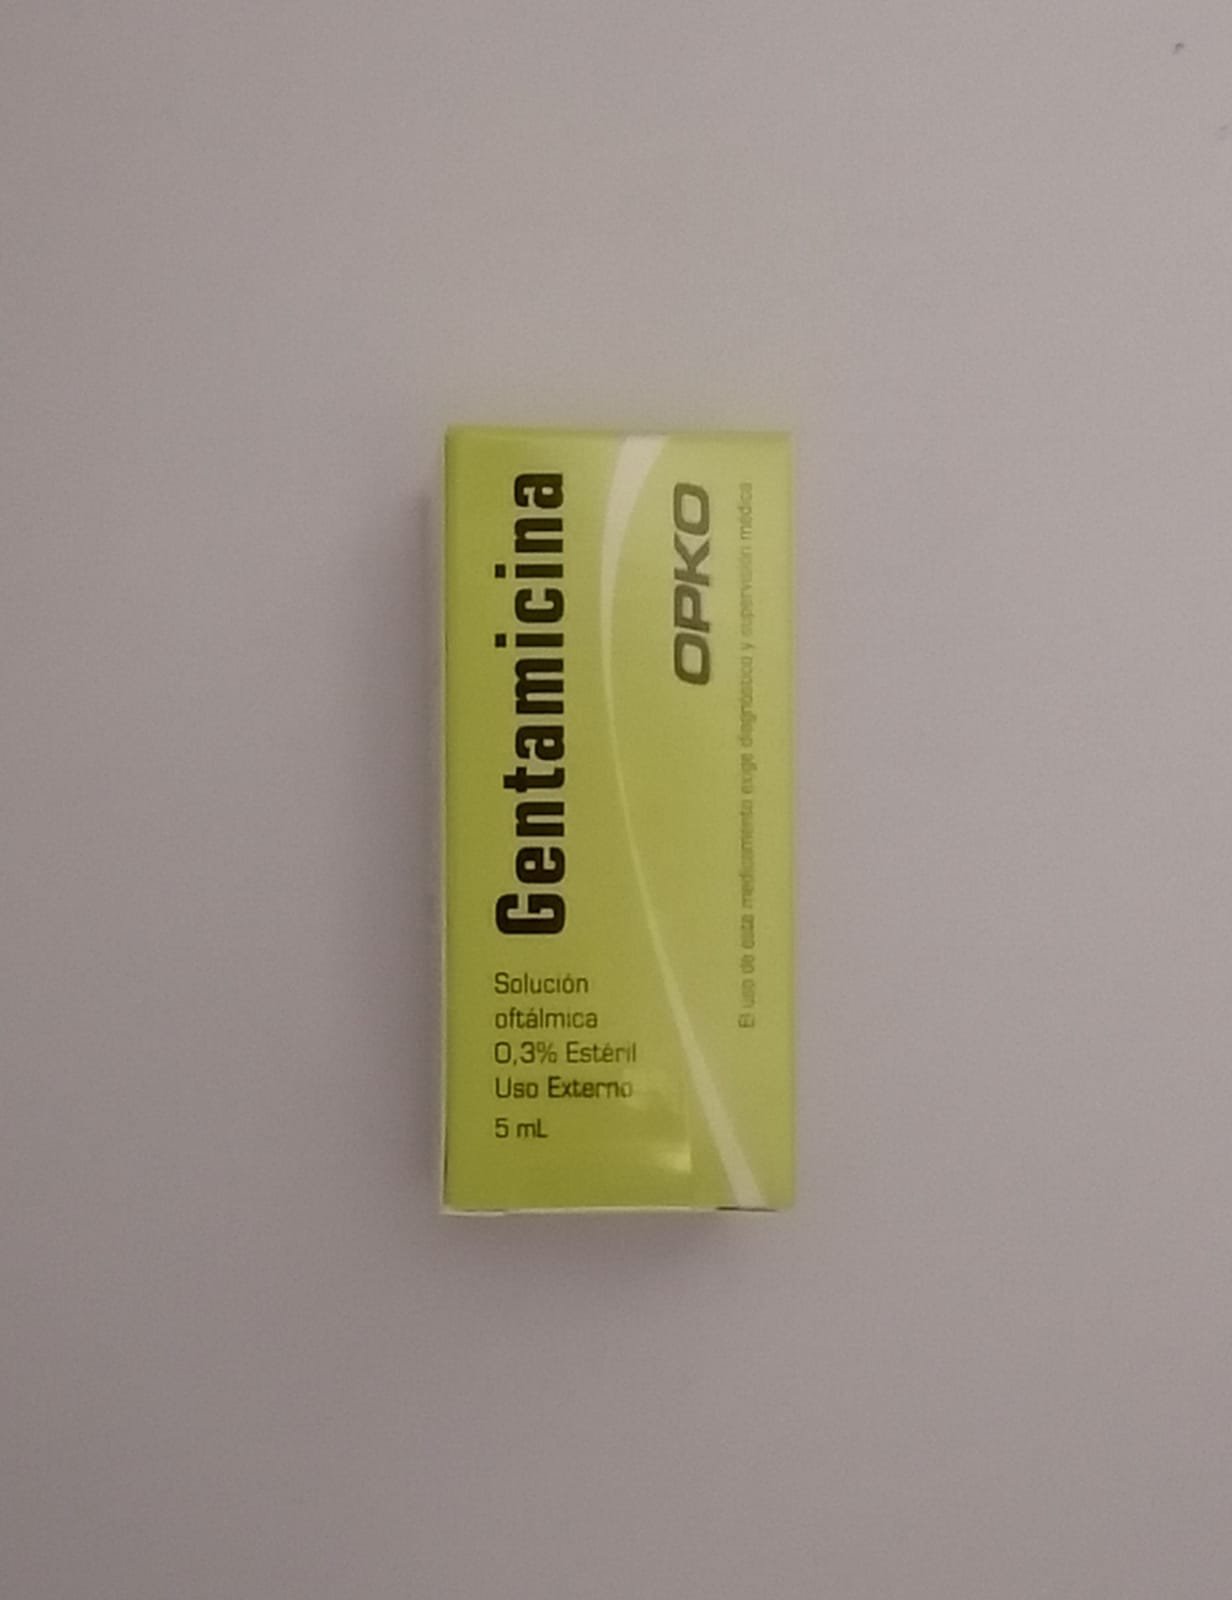 Gentamicina
Solución
oftálmica
0,3% Estéril
Uso Externo
5 mL
OPKO
El uso de este medicamento exige diagnóstico y supervisión médica